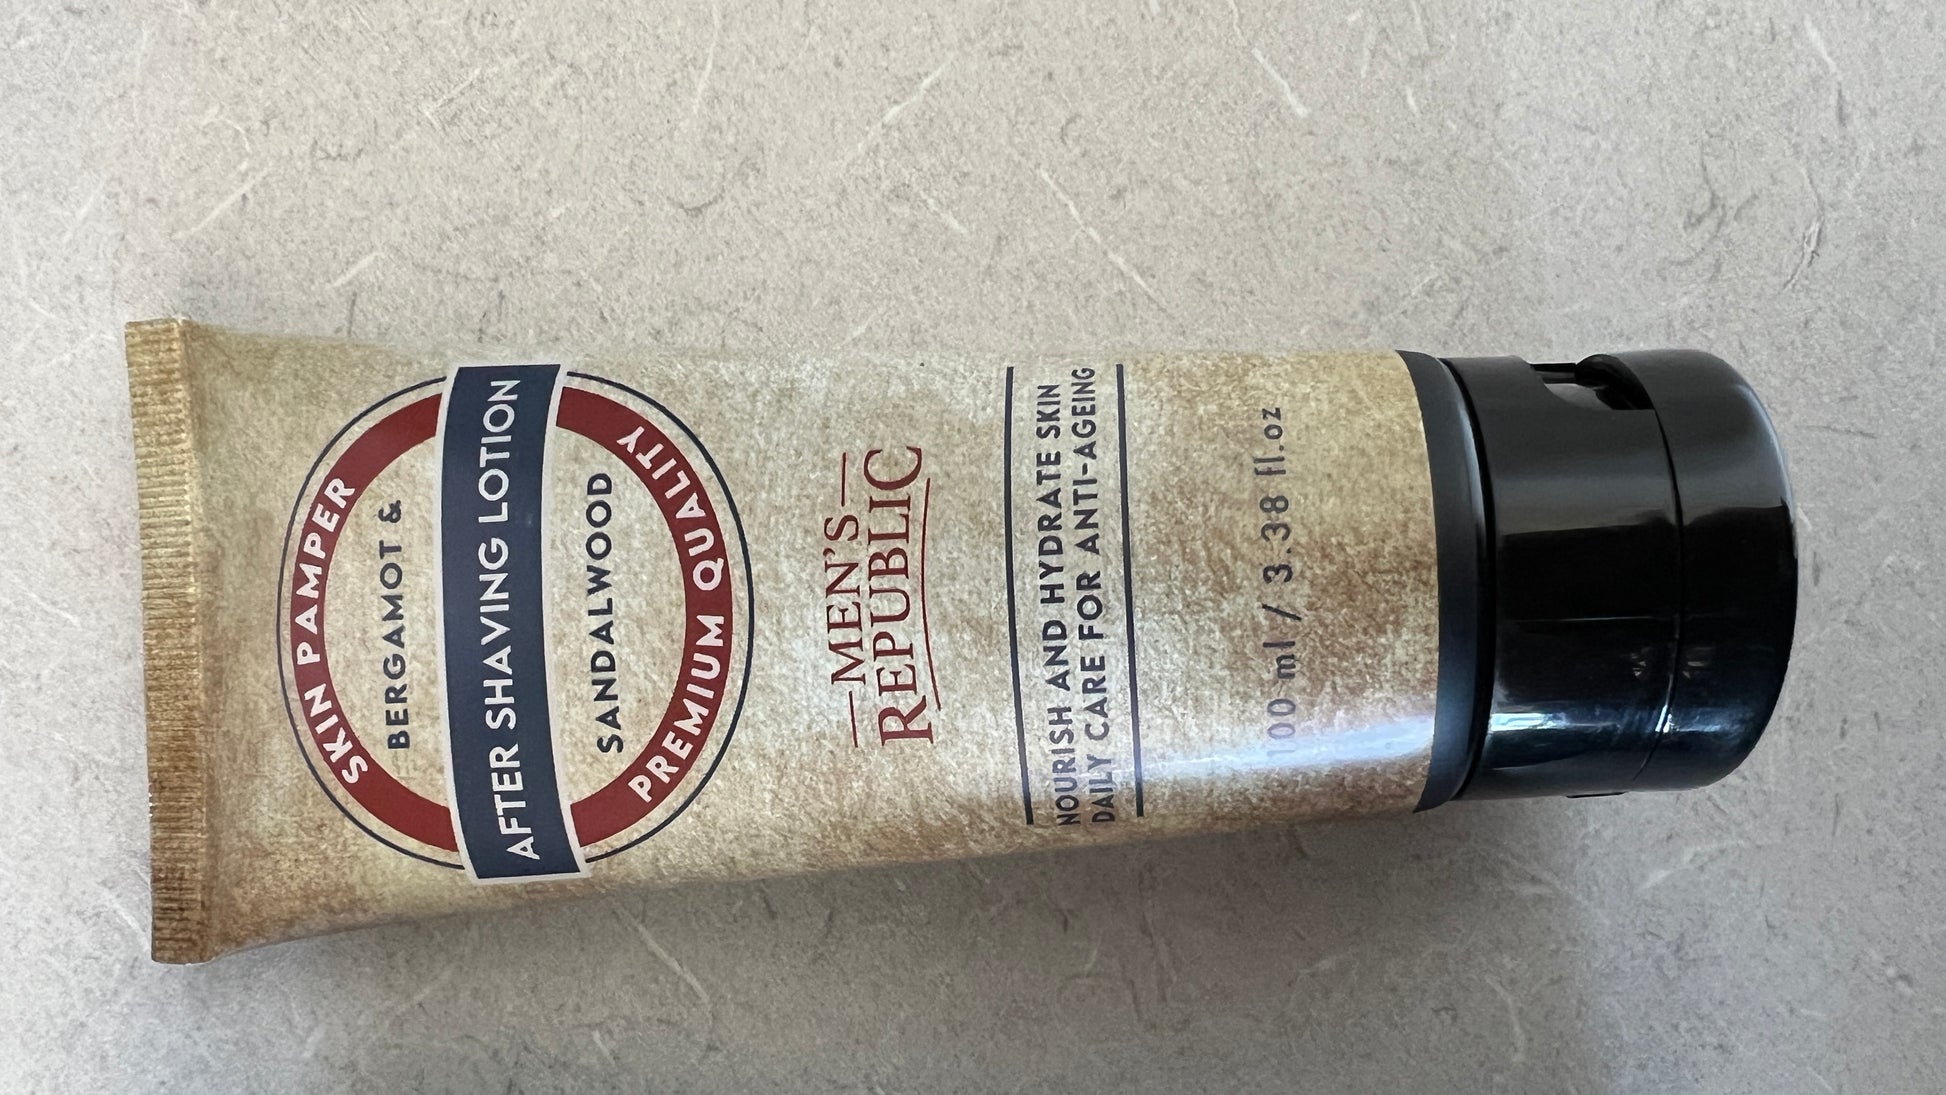 SKIN PAMPER
BERGAMOT &
AFTER SHAVING LOTION
SANDALWOOD
PREMIUM QUALITY
MEN'S
REPUBLIC
NOURISH AND HYDRATE SKIN
DAILY CARE FOR ANTI-AGEING
100 ml / 3.38 fl.oz